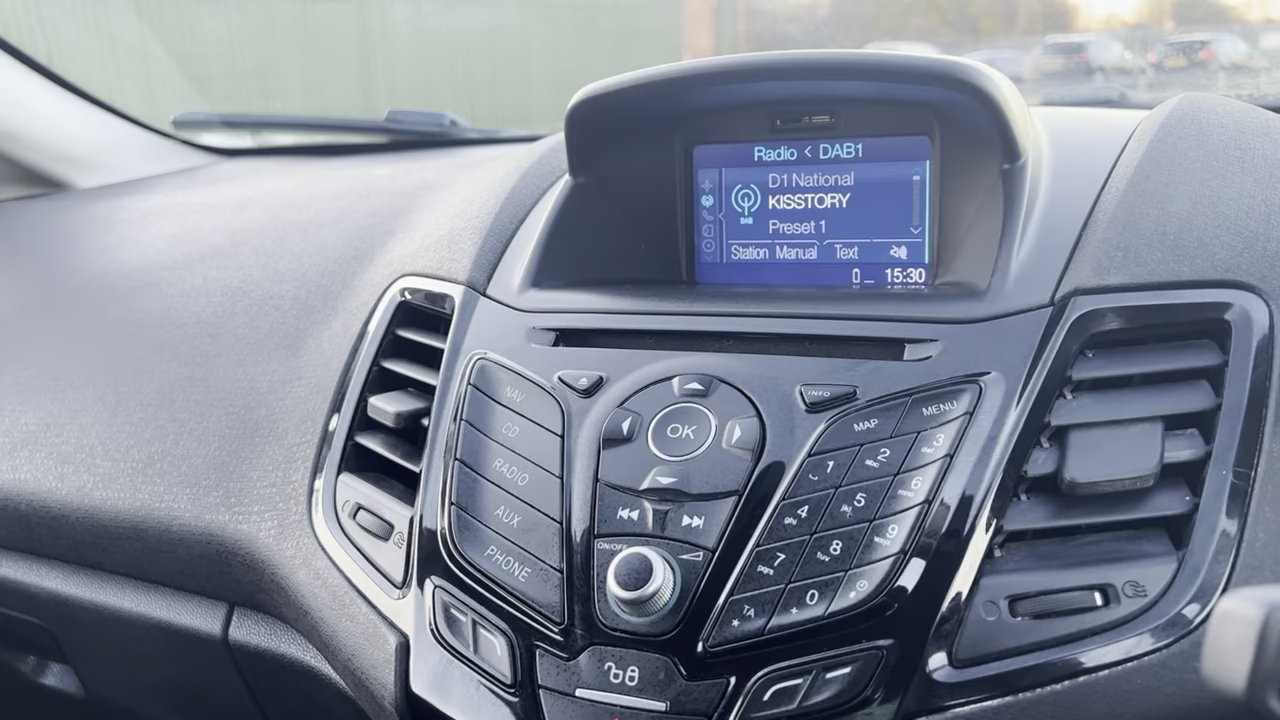 Radio < DAB1
D1 National
KISSTORY
DAB
Preset 1
Station Manual Text
15:30
NAV
CD
RADIO
AUX
PHONE
OK
ON/OFF
INFO
MAP
MENU
1
2 abc
3 def
4 ghi
5 jkl
6 mno
7 pqrs
8 tuv
9 wxyz
TA *
0 +